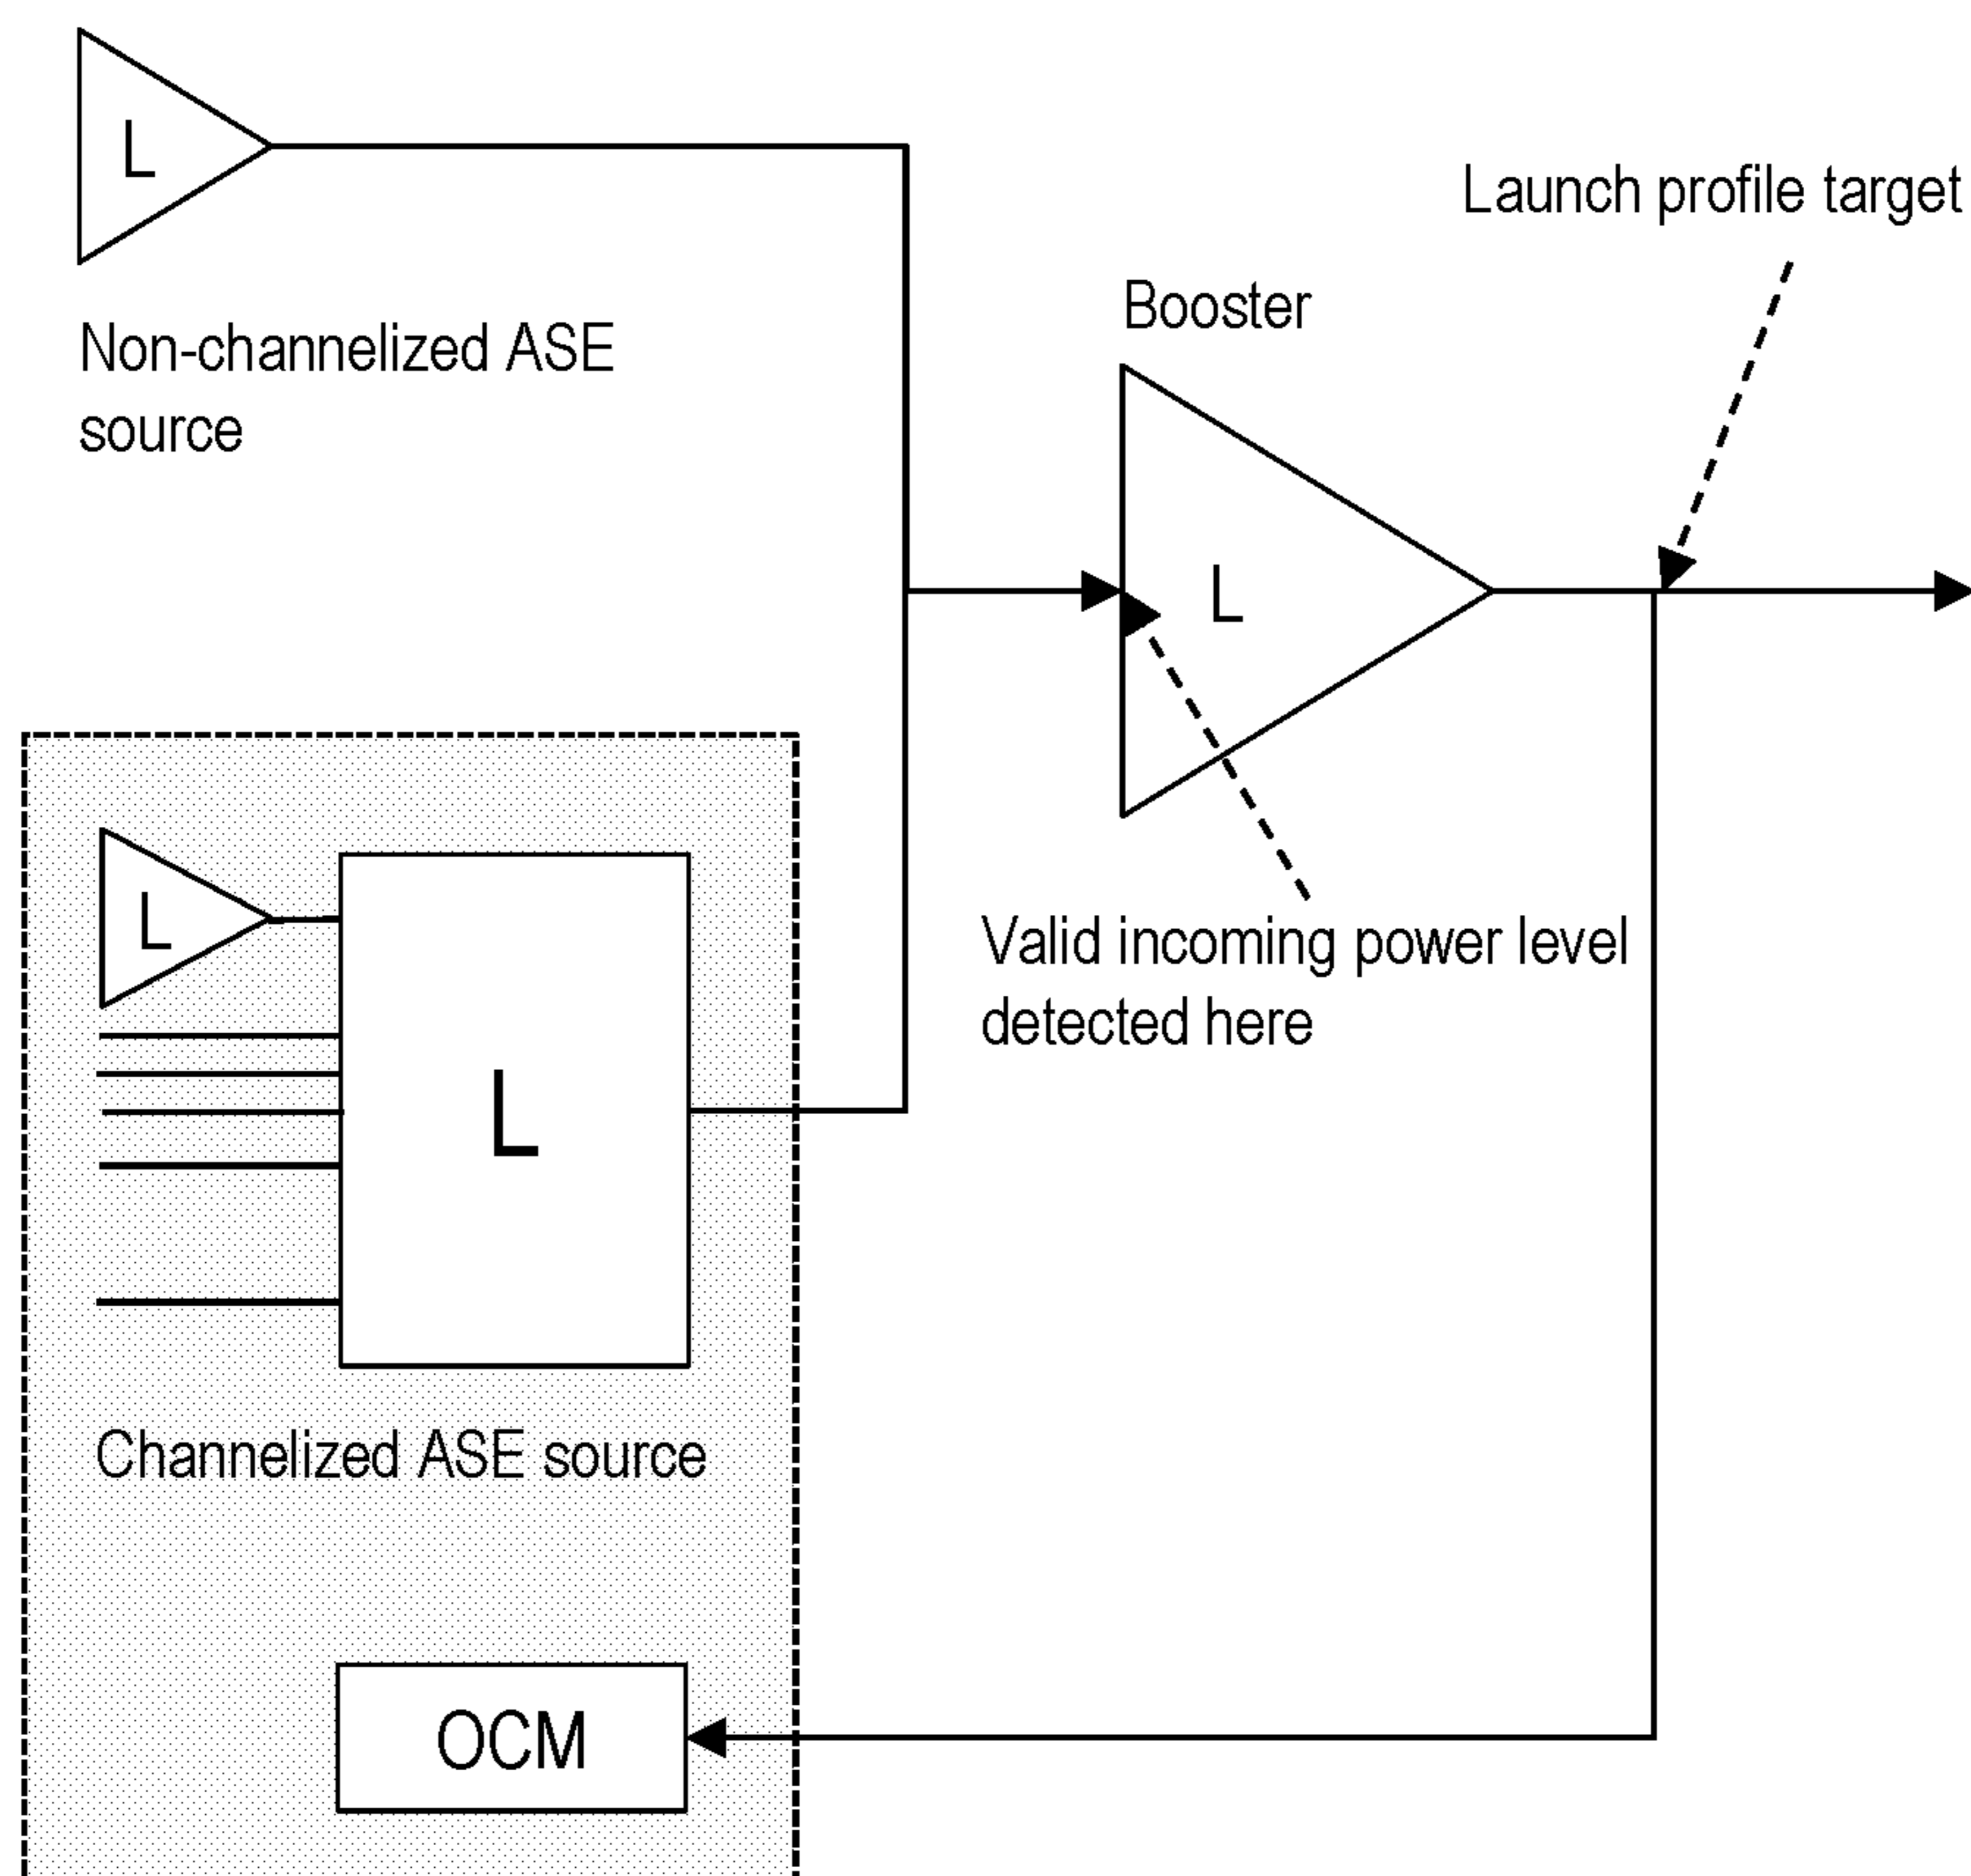 L
Non-channelized ASE
source
Launch profile target
Booster
L
Valid incoming power level
detected here
L
L
Channelized ASE source
OCM